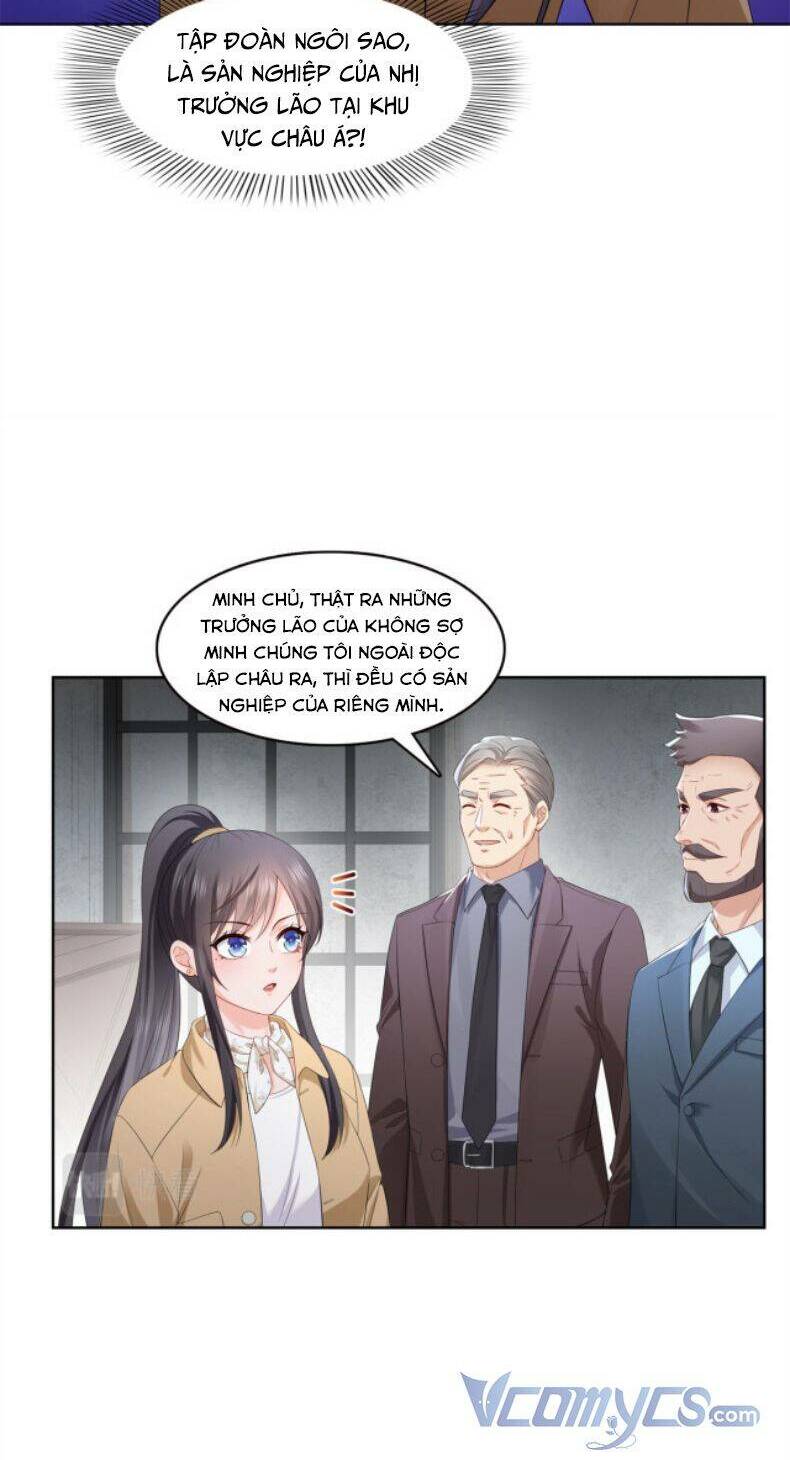 TẬP ĐOÀN NGÔI SAO,
LÀ SẢN NGHIỆP CỦA NHỊ
TRƯỞNG LÃO TẠI KHU
VỰC CHÂU Á?!
MINH CHỦ, THẬT RA NHỮNG
TRƯỞNG LÃO CỦA KHÔNG SỢ
MINH CHÚNG TÔI NGOÀI ĐỘC
LẬP CHÂU RA, THÌ ĐỀU CÓ SẢN
NGHIỆP CỦA RIÊNG MÌNH.
VCOMYCS.com